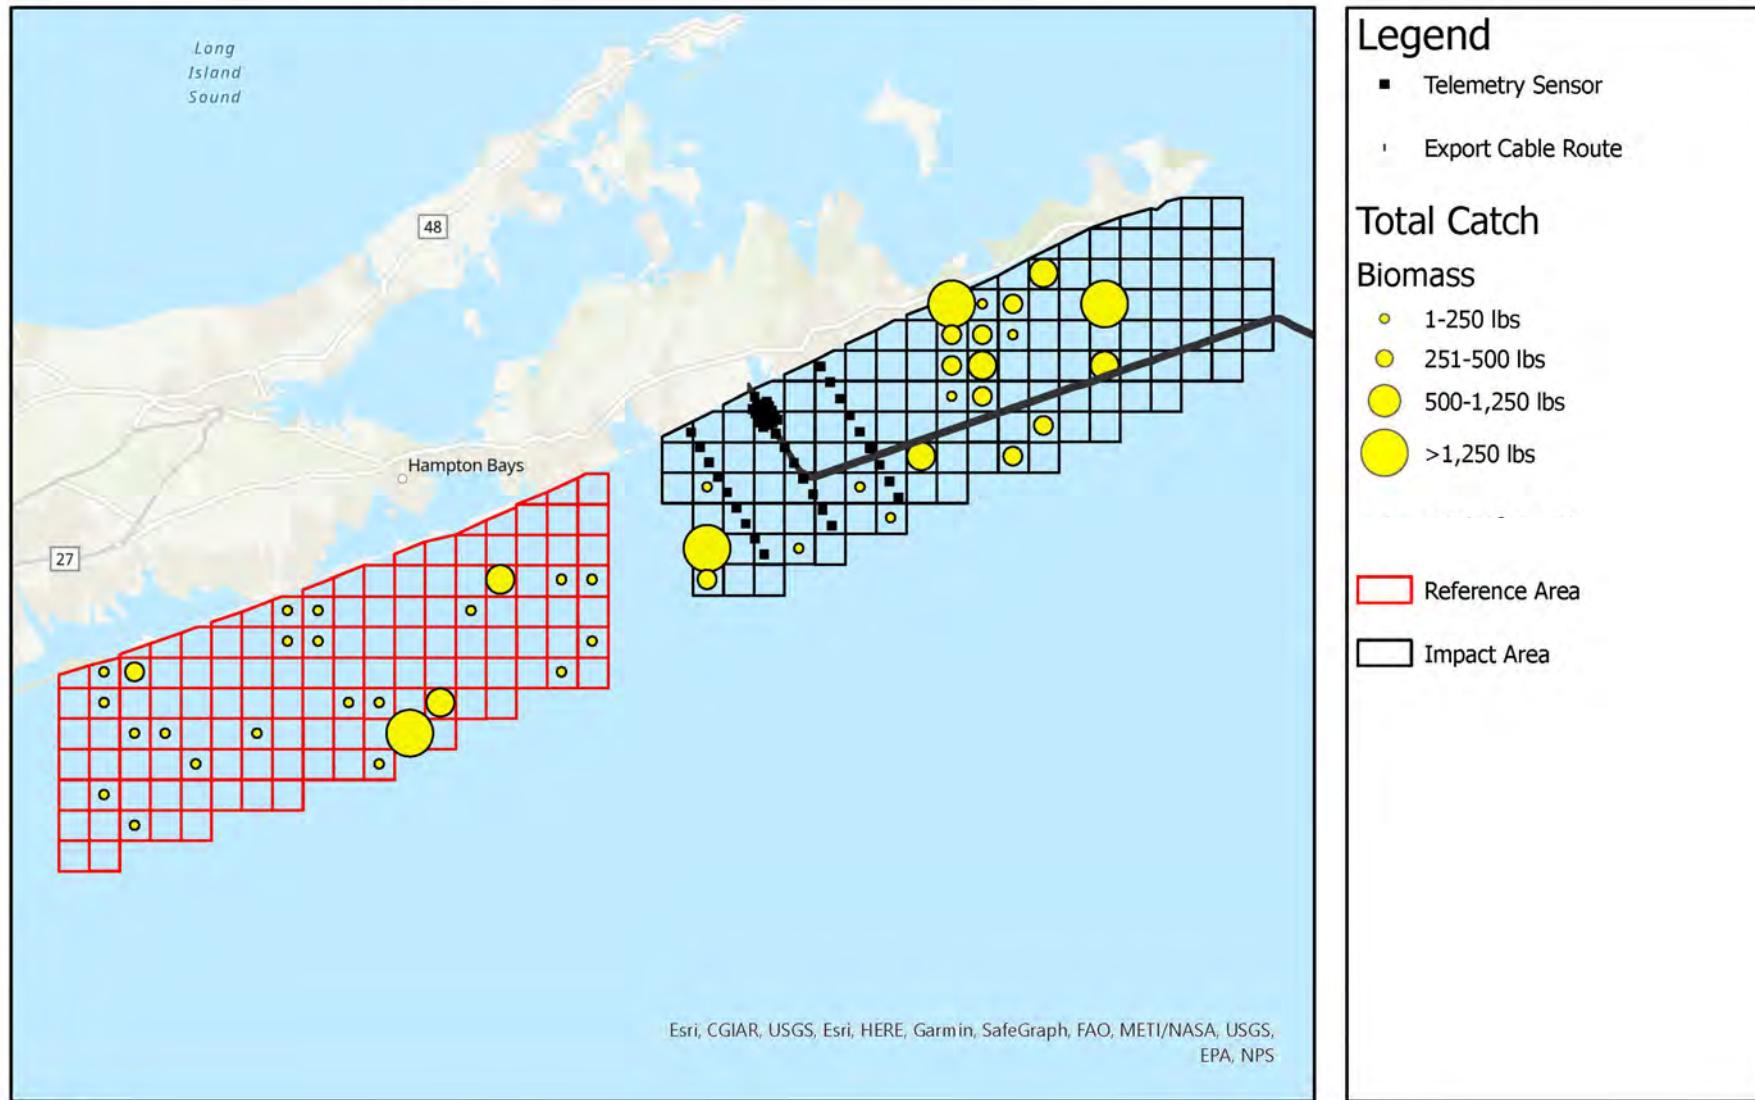 Long
Island
Sound
48
Hampton Bays
27
Esri, CGIAR, USGS, Esri, HERE, Garmin, SafeGraph, FAO, METI/NASA, USGS,
EPA, NPS
Legend
Telemetry Sensor
Export Cable Route
Total Catch
Biomass
1-250 lbs
251-500 lbs
500-1,250 lbs
>1,250 lbs
Reference Area
Impact Area